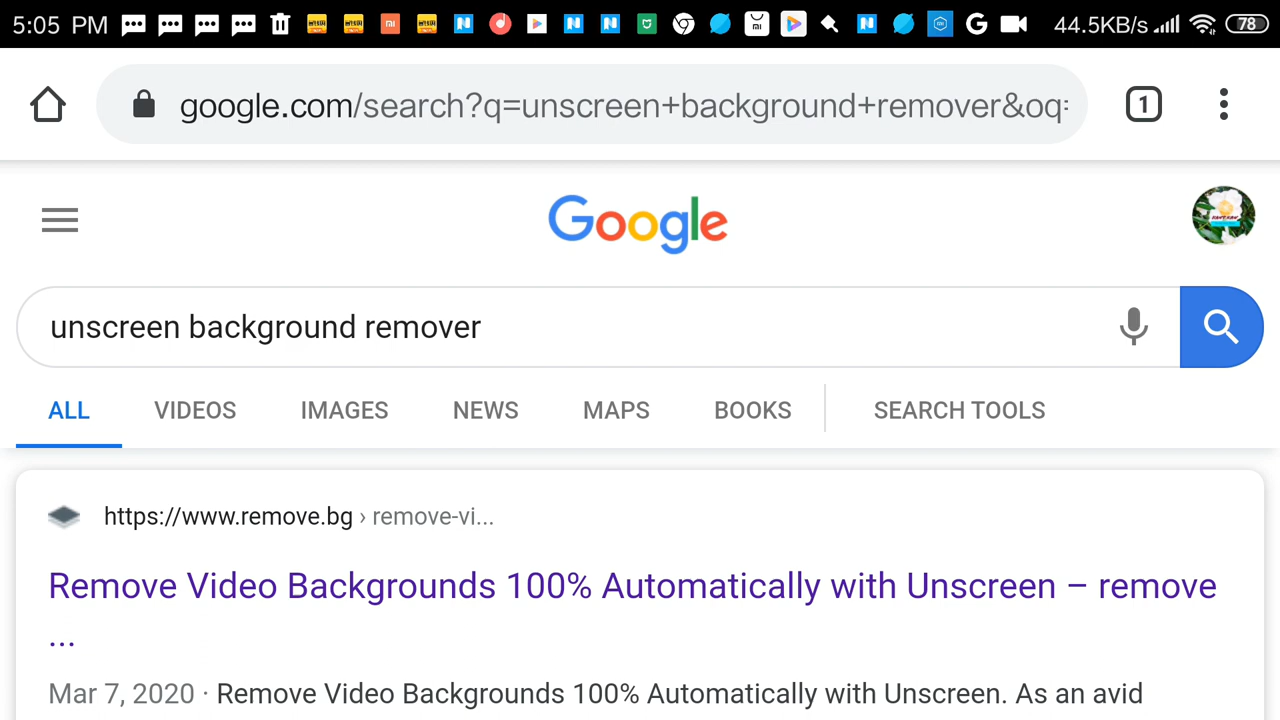 5:05 PM 44.5KB/s 78
google.com/search?q=unscreen+background+remover&oq=
1
Google
unscreen background remover
ALL VIDEOS IMAGES NEWS MAPS BOOKS SEARCH TOOLS
https://www.remove.bg › remove-vi...
Remove Video Backgrounds 100% Automatically with Unscreen – remove
...
Mar 7, 2020 · Remove Video Backgrounds 100% Automatically with Unscreen. As an avid